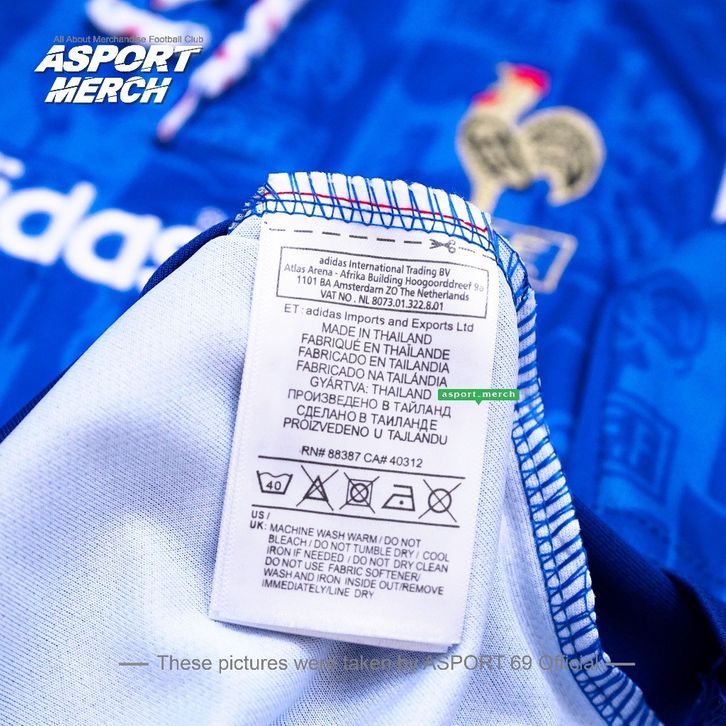 All About Merchandise Football Club
ASPORT
MERCH
adidas
adidas International Trading BV
Atlas Arena - Afrika Building Hoogoorddreef 9a
1101 BA Amsterdam ZO The Netherlands
VAT NO . NL 8073.01.322.8.01
ET : adidas Imports and Exports Ltd
MADE IN THAILAND
FABRIQUÉ EN THAÏLANDE
FABRICADO EN TAILANDIA
FABRICADO NA TAILÂNDIA
GYÁRTVA: THAILAND
asport_merch
ПРОИЗВЕДЕНО В ТАЙЛАНД
СДЕЛАНО В ТАИЛАНДЕ
PROIZVEDENO U TAJLANDU
RN# 88387 CA# 40312
40
US /
UK: MACHINE WASH WARM / DO NOT
BLEACH / DO NOT TUMBLE DRY / COOL
IRON IF NEEDED / DO NOT DRY CLEAN
DO NOT USE FABRIC SOFTENER/
WASH AND IRON INSIDE OUT/REMOVE
IMMEDIATELY/LINE DRY
These pictures were taken by ASPORT 69 Official